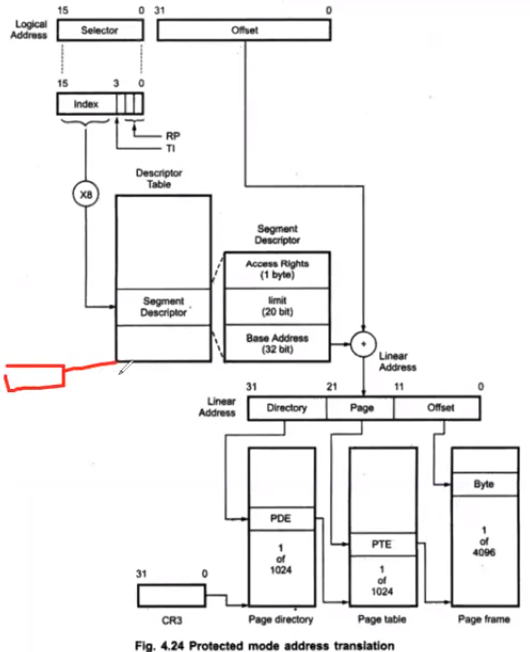 15 0 31 0
Logical Address Selector Offset
15 3 0
Index
RP
TI
X8
Descriptor Table
Segment Descriptor
Access Rights (1 byte)
Segment Descriptor
limit (20 bit)
Base Address (32 bit)
+
Linear Address
31 21 11 0
Linear Address Directory Page Offset
PDE
1 of 1024
PTE
1 of 1024
Byte
1 of 4096
31 0
CR3 Page directory Page table Page frame
Fig. 4.24 Protected mode address translation